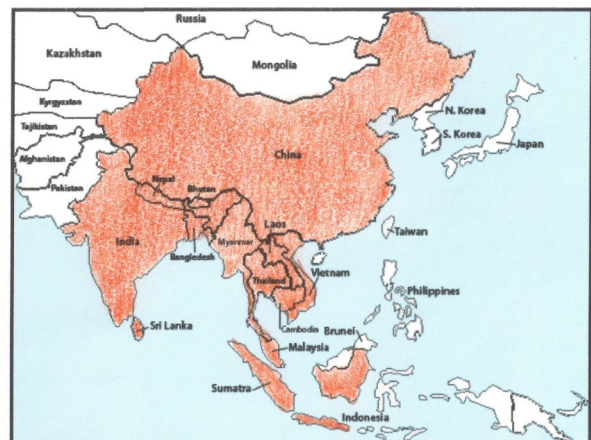 Russia
Kazakhstan
Mongolia
Kyrgyzstan
N. Korea
Tajikistan
S. Korea
Japan
Afghanistan
China
Pakistan
Nepal
Bhutan
Laos
Taiwan
India
Myanmar
Bangledesh
Vietnam
Thailand
Philippines
Sri Lanka
Cambodia
Brunei
Malaysia
Sumatra
Indonesia